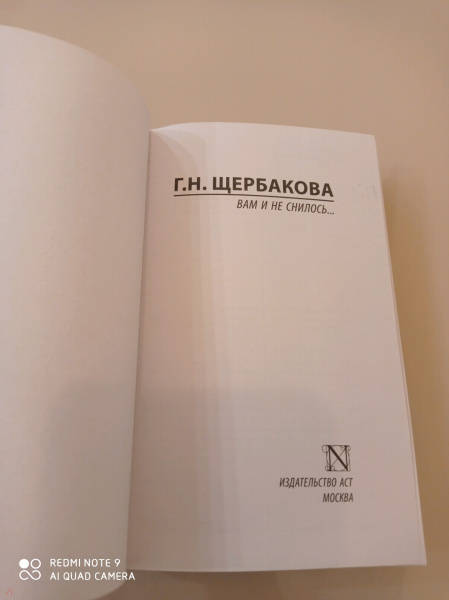 Г.Н. ЩЕРБАКОВА
ВАМ И НЕ СНИЛОСЬ...
N
ИЗДАТЕЛЬСТВО АСТ
МОСКВА
REDMI NOTE 9
AI QUAD CAMERA